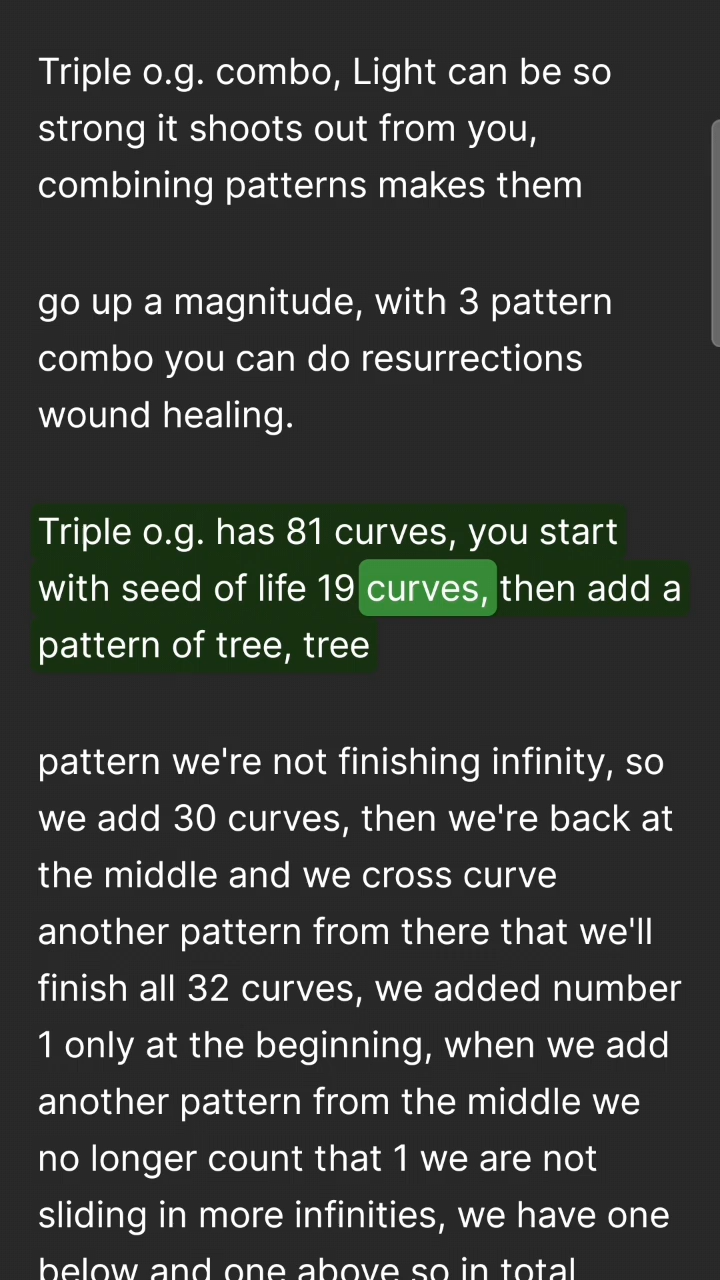 Triple o.g. combo, Light can be so
strong it shoots out from you,
combining patterns makes them
go up a magnitude, with 3 pattern
combo you can do resurrections
wound healing.
Triple o.g. has 81 curves, you start
with seed of life 19 curves, then add a
pattern of tree, tree
pattern we're not finishing infinity, so
we add 30 curves, then we're back at
the middle and we cross curve
another pattern from there that we'll
finish all 32 curves, we added number
1 only at the beginning, when we add
another pattern from the middle we
no longer count that 1 we are not
sliding in more infinities, we have one
below and one above so in total